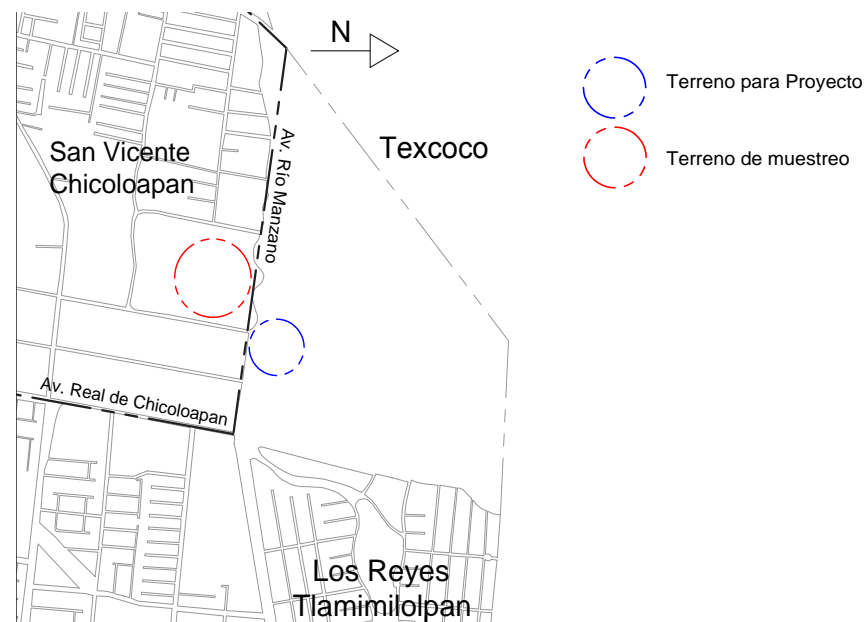 N
Terreno para Proyecto
Texcoco
San Vicente
Chicoloapan
Av. Río Manzano
Terreno de muestreo
Av. Real de Chicoloapan
Los Reyes
Tlamimilolpan